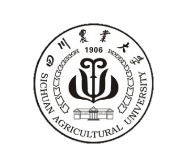 四川农业大学
1906
SICHUAN AGRICULTURAL UNIVERSITY